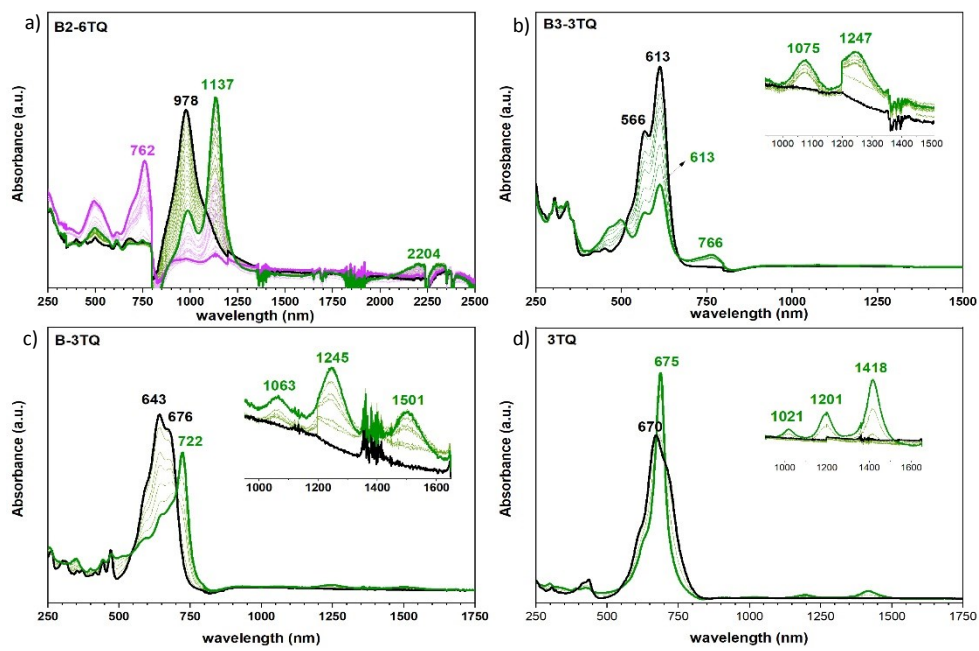 a) B2-6TQ
978
1137
762
2204
Absorbance (a.u.)
250 500 750 1000 1250 1500 1750 2000 2250 2500
wavelength (nm)
b) B3-3TQ
613
566
613
766
1075
1247
1000 1100 1200 1300 1400 1500
Abrosbance (a.u.)
250 500 750 1000 1250 1500
wavelength (nm)
c) B-3TQ
643
676
722
1063
1245
1501
1000 1200 1400 1600
Absorbance (a.u.)
250 500 750 1000 1250 1500 1750
wavelength (nm)
d) 3TQ
675
670
1021
1201
1418
1000 1200 1400 1600
Absorbance (a.u.)
250 500 750 1000 1250 1500 1750
wavelength (nm)